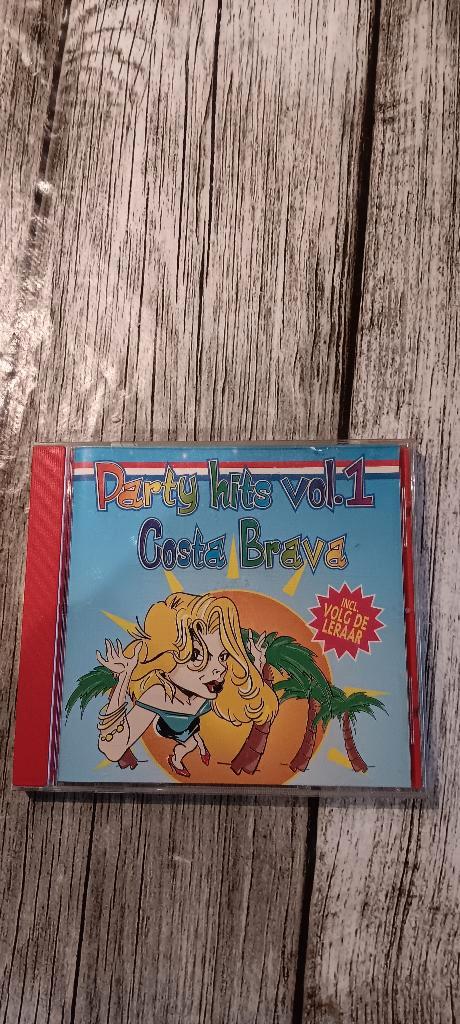 Party hits vol.1
Costa Brava
INCL.
VOLG DE
LERAAR